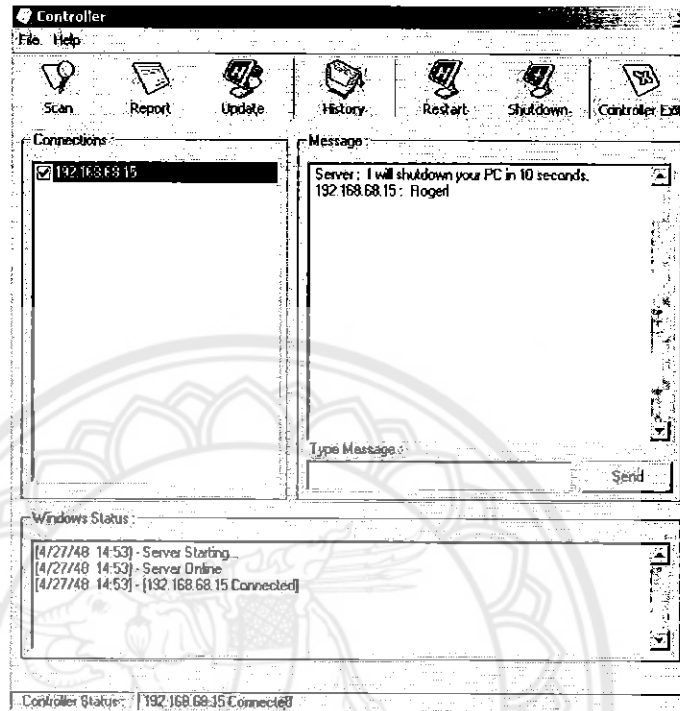 Controller
File Help
Scan Report Update History Restart Shutdown Controller Exit
Connections :
192.168.68.15
Message :
Server : I will shutdown your PC in 10 seconds.
192.168.68.15 : Roger!
Type Message :
Send
Windows Status :
[4/27/48 14:53] - Server Starting...
[4/27/48 14:53] - Server Online
[4/27/48 14:53] - [192.168.68.15 Connected]
Controller Status : 192.168.68.15 Connected